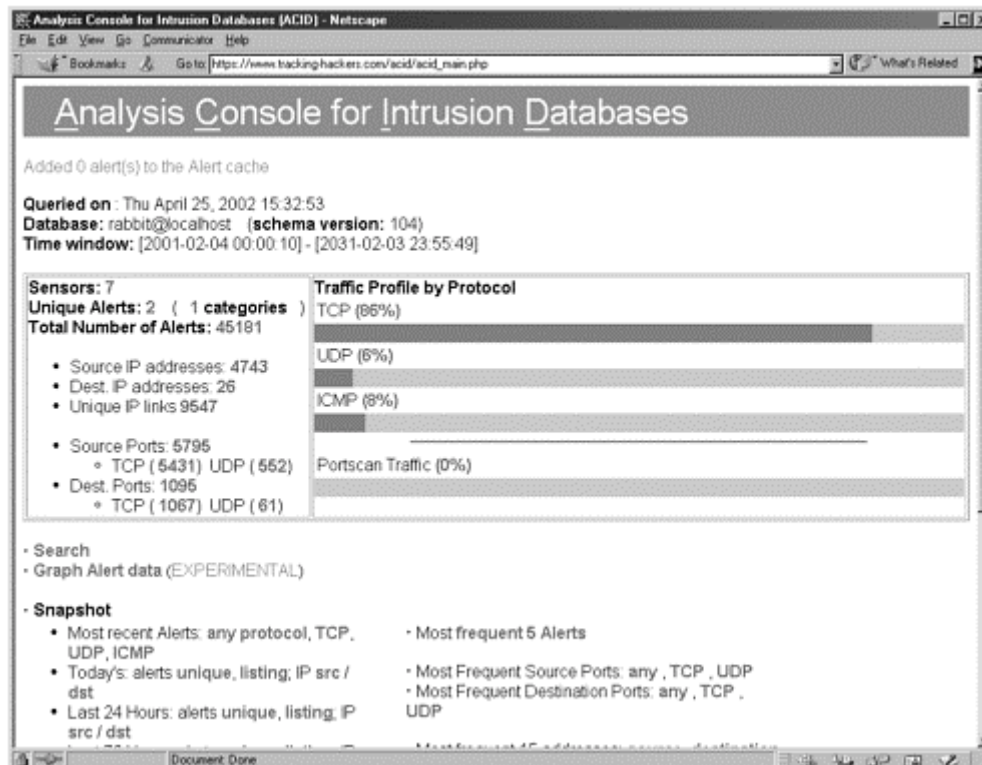 Analysis Console for Intrusion Databases (ACID) - Netscape
File Edit View Go Communicator Help
Bookmarks Go to: https://www.tracking-hackers.com/acid/acid_main.php What's Related
Analysis Console for Intrusion Databases
Added 0 alert(s) to the Alert cache
Queried on : Thu April 25, 2002 15:32:53
Database: rabbit@localhost (schema version: 104)
Time window: [2001-02-04 00:00:10] - [2031-02-03 23:55:49]
Sensors: 7
Unique Alerts: 2 ( 1 categories )
Total Number of Alerts: 45181
• Source IP addresses: 4743
• Dest. IP addresses: 26
• Unique IP links 9547
• Source Ports: 5795
∘ TCP ( 5431) UDP ( 552)
• Dest. Ports: 1095
∘ TCP ( 1067) UDP ( 61)
Traffic Profile by Protocol
TCP (86%)
UDP (6%)
ICMP (8%)
Portscan Traffic (0%)
· Search
· Graph Alert data (EXPERIMENTAL)
· Snapshot
• Most recent Alerts: any protocol, TCP,
UDP, ICMP
• Today's: alerts unique, listing; IP src /
dst
• Last 24 Hours: alerts unique, listing; IP
src / dst
· Most frequent 5 Alerts
· Most Frequent Source Ports: any , TCP , UDP
· Most Frequent Destination Ports: any , TCP ,
UDP
Document: Done